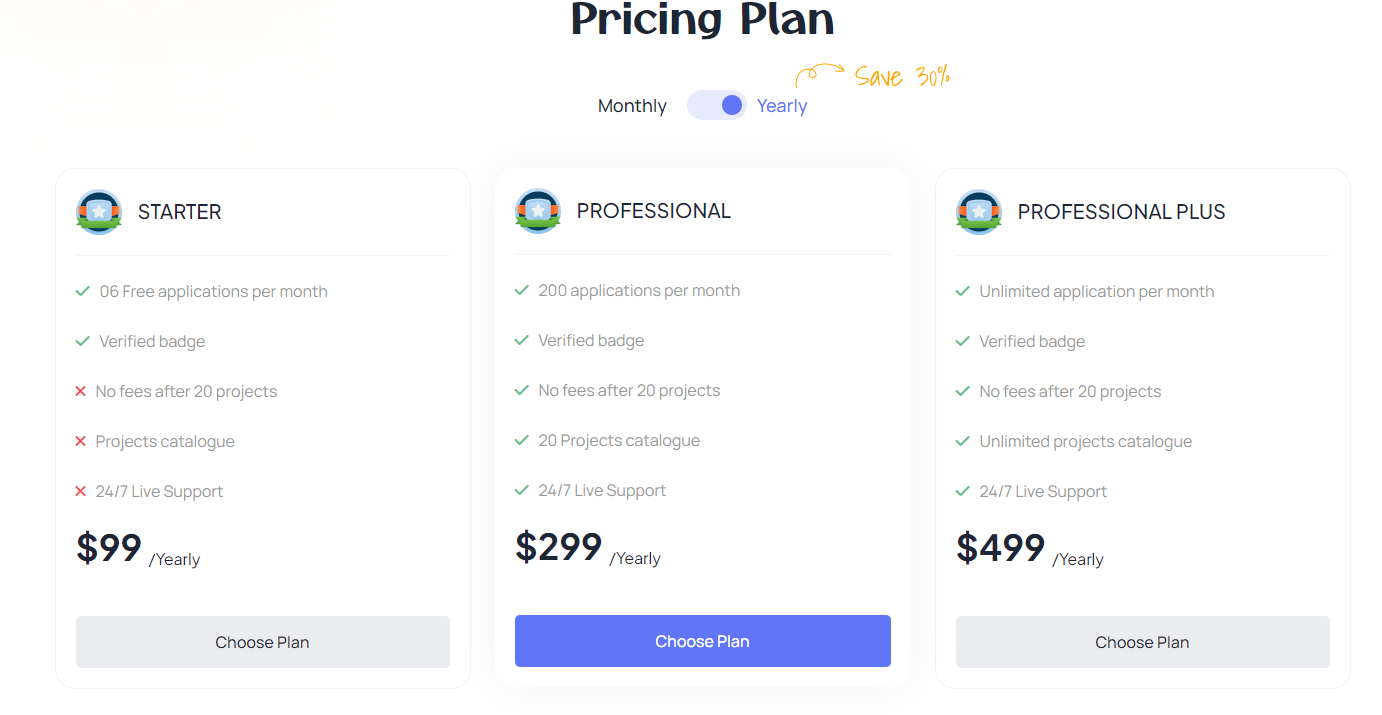 Pricing Plan
Save 30%
Monthly Yearly
STARTER
06 Free applications per month
Verified badge
No fees after 20 projects
Projects catalogue
24/7 Live Support
$99 /Yearly
Choose Plan
PROFESSIONAL
200 applications per month
Verified badge
No fees after 20 projects
20 Projects catalogue
24/7 Live Support
$299 /Yearly
Choose Plan
PROFESSIONAL PLUS
Unlimited application per month
Verified badge
No fees after 20 projects
Unlimited projects catalogue
24/7 Live Support
$499 /Yearly
Choose Plan